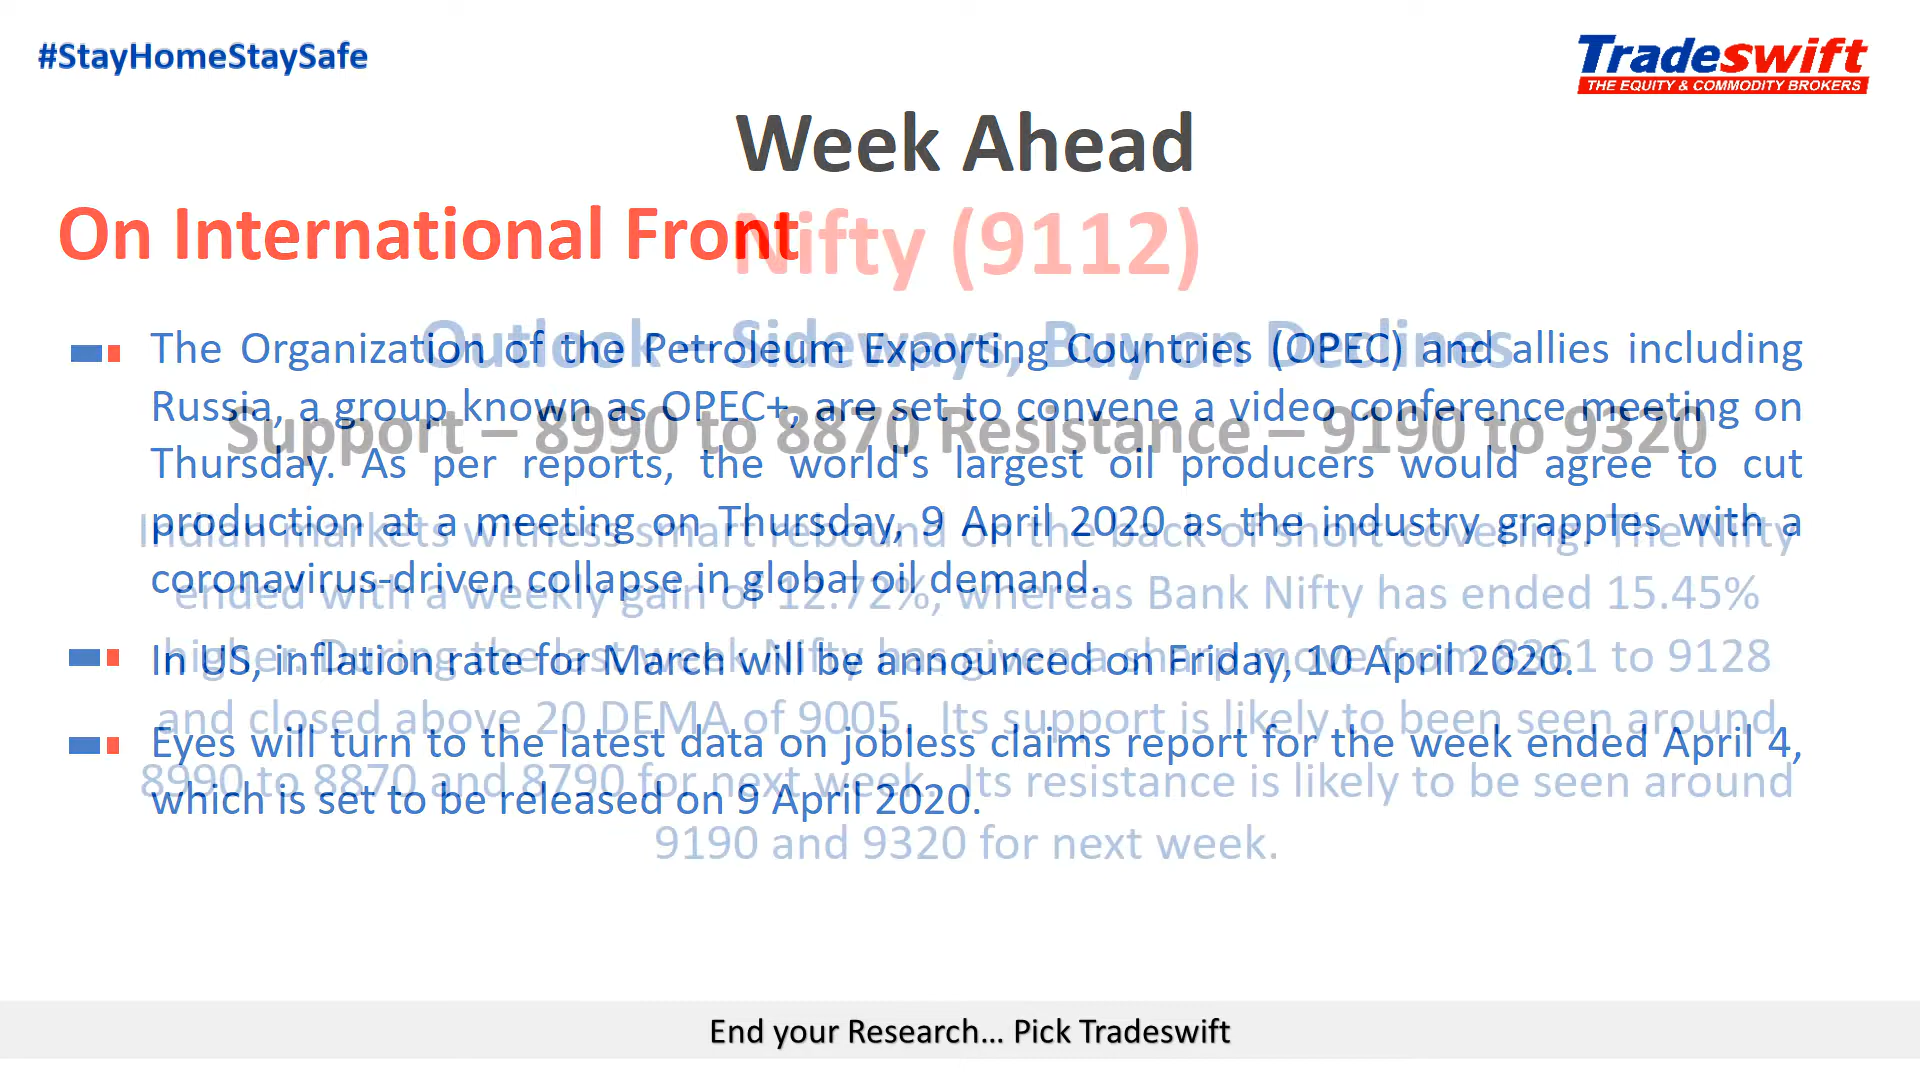 #StayHomeStaySafe
Tradeswift
THE EQUITY & COMMODITY BROKERS
Week Ahead
On International Front
Nifty (9112)
The Organization of the Petroleum Exporting Countries (OPEC) and allies including
Russia, a group known as OPEC+, are set to convene a video conference meeting on
Thursday. As per reports, the world's largest oil producers would agree to cut
production at a meeting on Thursday, 9 April 2020 as the industry grapples with a
coronavirus-driven collapse in global oil demand.
In US, inflation rate for March will be announced on Friday, 10 April 2020.
Eyes will turn to the latest data on jobless claims report for the week ended April 4,
which is set to be released on 9 April 2020.
Outlook – Sideways, Buy on Declines
Support – 8990 to 8870 Resistance – 9190 to 9320
Indian markets witness smart rebound on the back of short covering. The Nifty
ended with a weekly gain of 12.72%, whereas Bank Nifty has ended 15.45%
higher. During the last week Nifty has given a sharp move from 8261 to 9128
and closed above 20 DEMA of 9005. Its support is likely to been seen around
8990 to 8870 and 8790 for next week. Its resistance is likely to be seen around
9190 and 9320 for next week.
End your Research... Pick Tradeswift